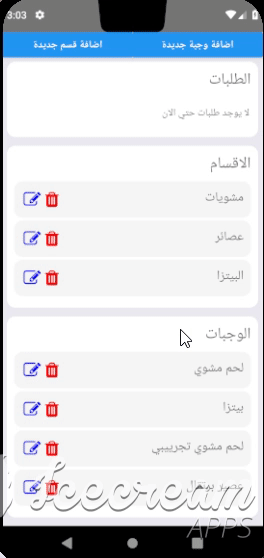 3:03
اضافة وجبة جديدة
اضافة قسم جديدة
الطلبات
لا يوجد طلبات حتي الان
الاقسام
مشويات
عصائر
البيتزا
الوجبات
لحم مشوي
بيتزا
لحم مشوي تجريبي
عصير
Icecream
APPS